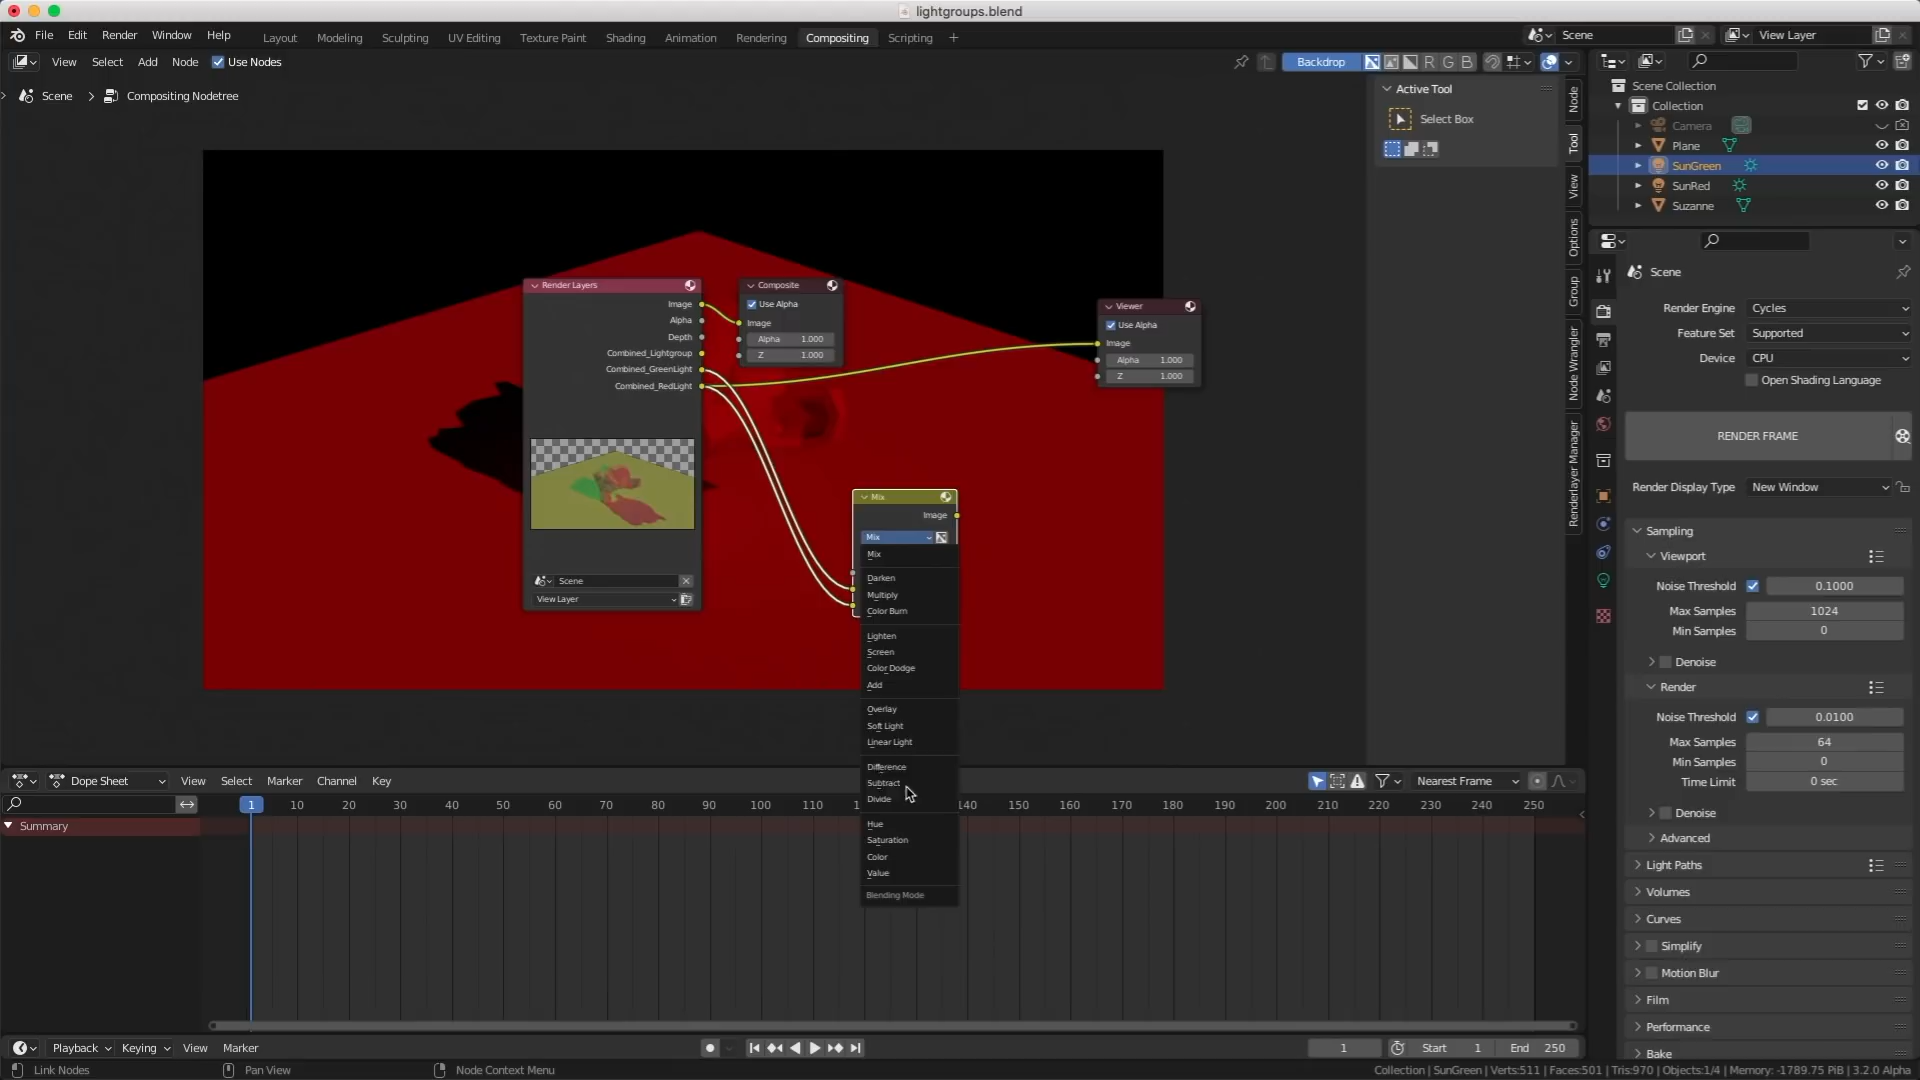 lightgroups.blend
File Edit Render Window Help
Layout Modeling Sculpting UV Editing Texture Paint Shading Animation Rendering Compositing Scripting +
Scene
View Layer
View Select Add Node Use Nodes
Backdrop R G B
Scene > Compositing Nodetree
Active Tool
Select Box
Node
Tool
View
Options
Group
Node Wrangler
Renderlayer Manager
Render Layers
Image
Alpha
Depth
Combined_Lightgroup
Combined_GreenLight
Combined_RedLight
Scene
View Layer
Composite
Use Alpha
Image
Alpha 1.000
Z 1.000
Viewer
Use Alpha
Image
Alpha 1.000
Z 1.000
Mix
Image
Mix
Mix
Darken
Multiply
Color Burn
Lighten
Screen
Color Dodge
Add
Overlay
Soft Light
Linear Light
Difference
Subtract
Divide
Hue
Saturation
Color
Value
Blending Mode
Scene Collection
Collection
Camera
Plane
SunGreen
SunRed
Suzanne
Scene
Render Engine Cycles
Feature Set Supported
Device CPU
Open Shading Language
RENDER FRAME
Render Display Type New Window
Sampling
Viewport
Noise Threshold 0.1000
Max Samples 1024
Min Samples 0
Denoise
Render
Noise Threshold 0.0100
Max Samples 64
Min Samples 0
Time Limit 0 sec
Denoise
Advanced
Light Paths
Volumes
Curves
Simplify
Motion Blur
Film
Performance
Bake
Dope Sheet View Select Marker Channel Key
Nearest Frame
1 10 20 30 40 50 60 70 80 90 100 110 1 140 150 160 170 180 190 200 210 220 230 240 250
Summary
Playback Keying View Marker
1 Start 1 End 250
Link Nodes Pan View Node Context Menu
Collection | SunGreen | Verts:511 | Faces:501 | Tris:970 | Objects:1/4 | Memory: -1789.75 PiB | 3.2.0 Alpha